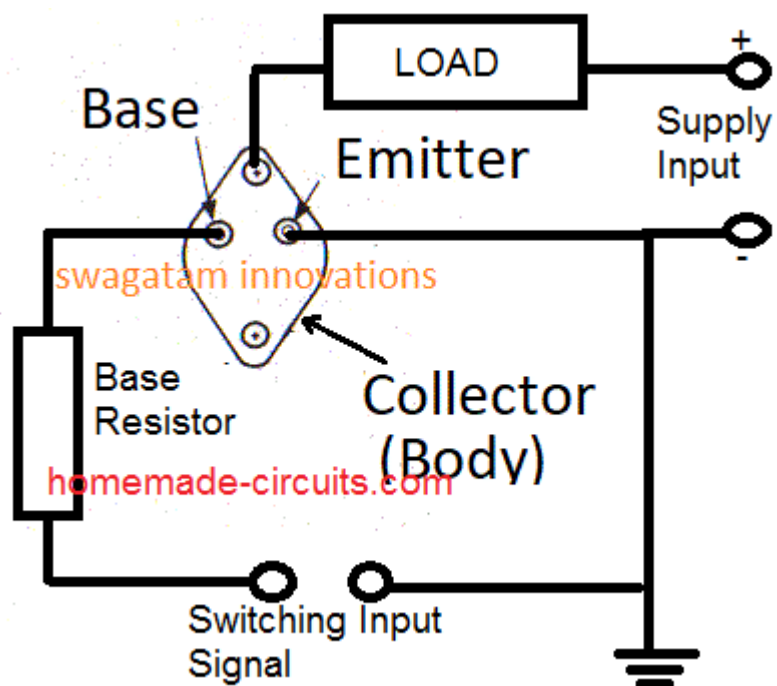 LOAD
+
Base
Supply
Input
Emitter
-
swagatam innovations
Base
Resistor
Collector
(Body)
homemade-circuits.com
Switching Input
Signal